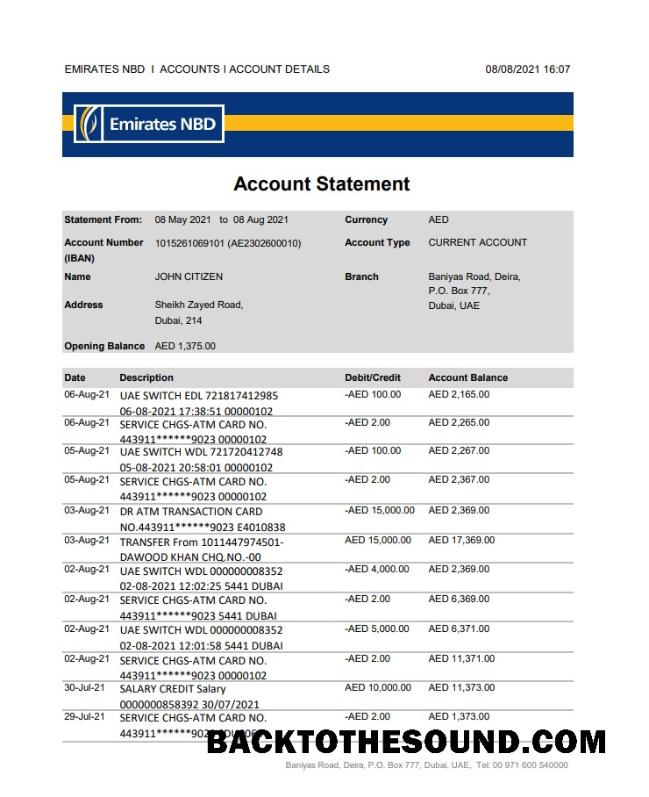 EMIRATES NBD I ACCOUNTS I ACCOUNT DETAILS 08/08/2021 16:07
Emirates NBD
Account Statement
Statement From: 08 May 2021 to 08 Aug 2021 Currency AED
Account Number 1015261069101 (AE2302600010) Account Type CURRENT ACCOUNT
(IBAN)
Name JOHN CITIZEN Branch Baniyas Road, Deira,
P.O. Box 777,
Address Sheikh Zayed Road, Dubai, UAE
Dubai, 214
Opening Balance AED 1,375.00
Date Description Debit/Credit Account Balance
06-Aug-21 UAE SWITCH EDL 721817412985 -AED 100.00 AED 2,165.00
06-08-2021 17:38:51 00000102
06-Aug-21 SERVICE CHGS-ATM CARD NO. -AED 2.00 AED 2,265.00
443911******9023 00000102
05-Aug-21 UAE SWITCH WDL 721720412748 -AED 100.00 AED 2,267.00
05-08-2021 20:58:01 00000102
05-Aug-21 SERVICE CHGS-ATM CARD NO. -AED 2.00 AED 2,367.00
443911******9023 00000102
03-Aug-21 DR ATM TRANSACTION CARD -AED 15,000.00 AED 2,369.00
NO.443911******9023 E4010838
03-Aug-21 TRANSFER From 1011447974501- AED 15,000.00 AED 17,369.00
DAWOOD KHAN CHQ.NO.-00
02-Aug-21 UAE SWITCH WDL 000000008352 -AED 4,000.00 AED 2,369.00
02-08-2021 12:02:25 5441 DUBAI
02-Aug-21 SERVICE CHGS-ATM CARD NO. -AED 2.00 AED 6,369.00
443911******9023 5441 DUBAI
02-Aug-21 UAE SWITCH WDL 000000008352 -AED 5,000.00 AED 6,371.00
02-08-2021 12:01:58 5441 DUBAI
02-Aug-21 SERVICE CHGS-ATM CARD NO. -AED 2.00 AED 11,371.00
443911******9023 00000102
30-Jul-21 SALARY CREDIT Salary AED 10,000.00 AED 11,373.00
0000000858392 30/07/2021
29-Jul-21 SERVICE CHGS-ATM CARD NO. -AED 2.00 AED 1,373.00
BACKTOTHESOUND.COM
Baniyas Road, Deira, P.O. Box 777, Dubai, UAE, Tel: 00 971 600 540000